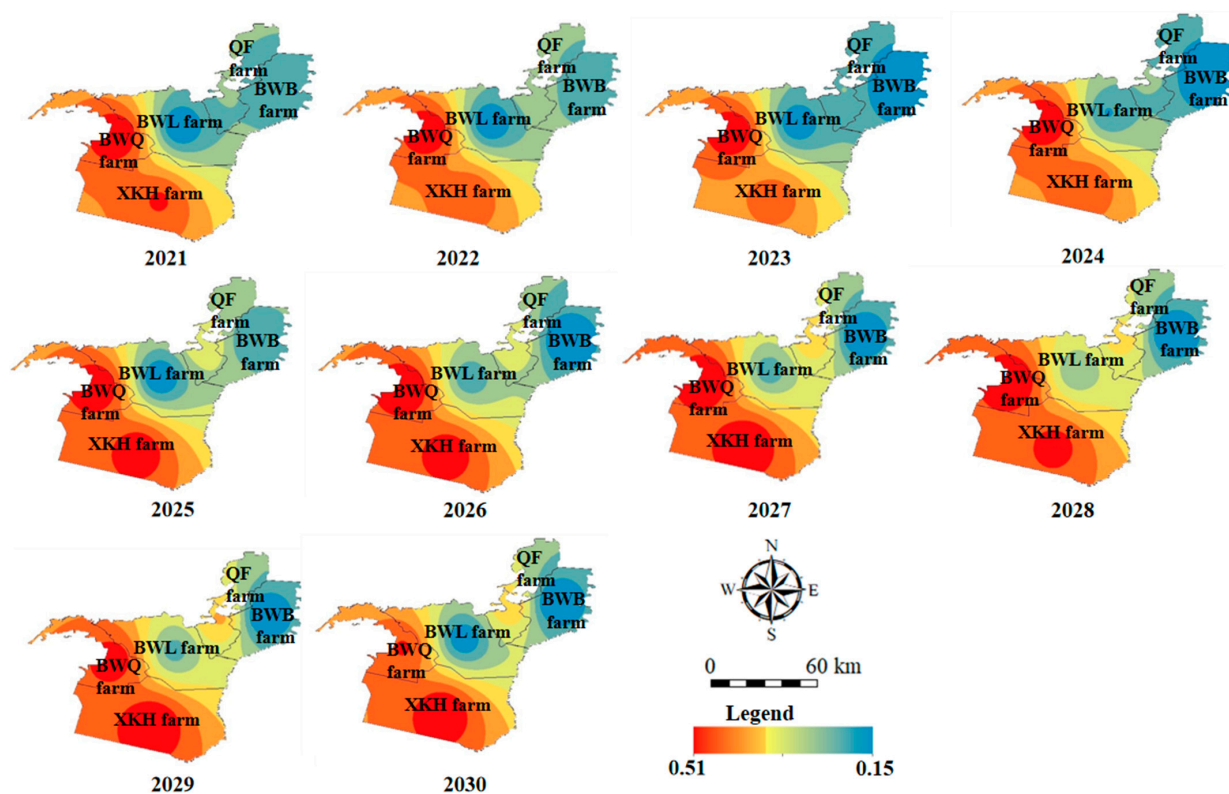 QF
farm
BWB
farm
BWL farm
BWQ
farm
XKH farm
2021
QF
farm
BWB
farm
BWL farm
BWQ
farm
XKH farm
2022
QF
farm
BWB
farm
BWL farm
BWQ
farm
XKH farm
2023
QF
farm
BWB
farm
BWL farm
BWQ
farm
XKH farm
2024
QF
farm
BWB
farm
BWL farm
BWQ
farm
XKH farm
2025
QF
farm
BWB
farm
BWL farm
BWQ
farm
XKH farm
2026
QF
farm
BWB
farm
BWL farm
BWQ
farm
XKH farm
2027
QF
farm
BWB
farm
BWL farm
BWQ
farm
XKH farm
2028
QF
farm
BWB
farm
BWL farm
BWQ
farm
XKH farm
2029
QF
farm
BWB
farm
BWL farm
BWQ
farm
XKH farm
2030
N
W E
S
0 60 km
Legend
0.51 0.15